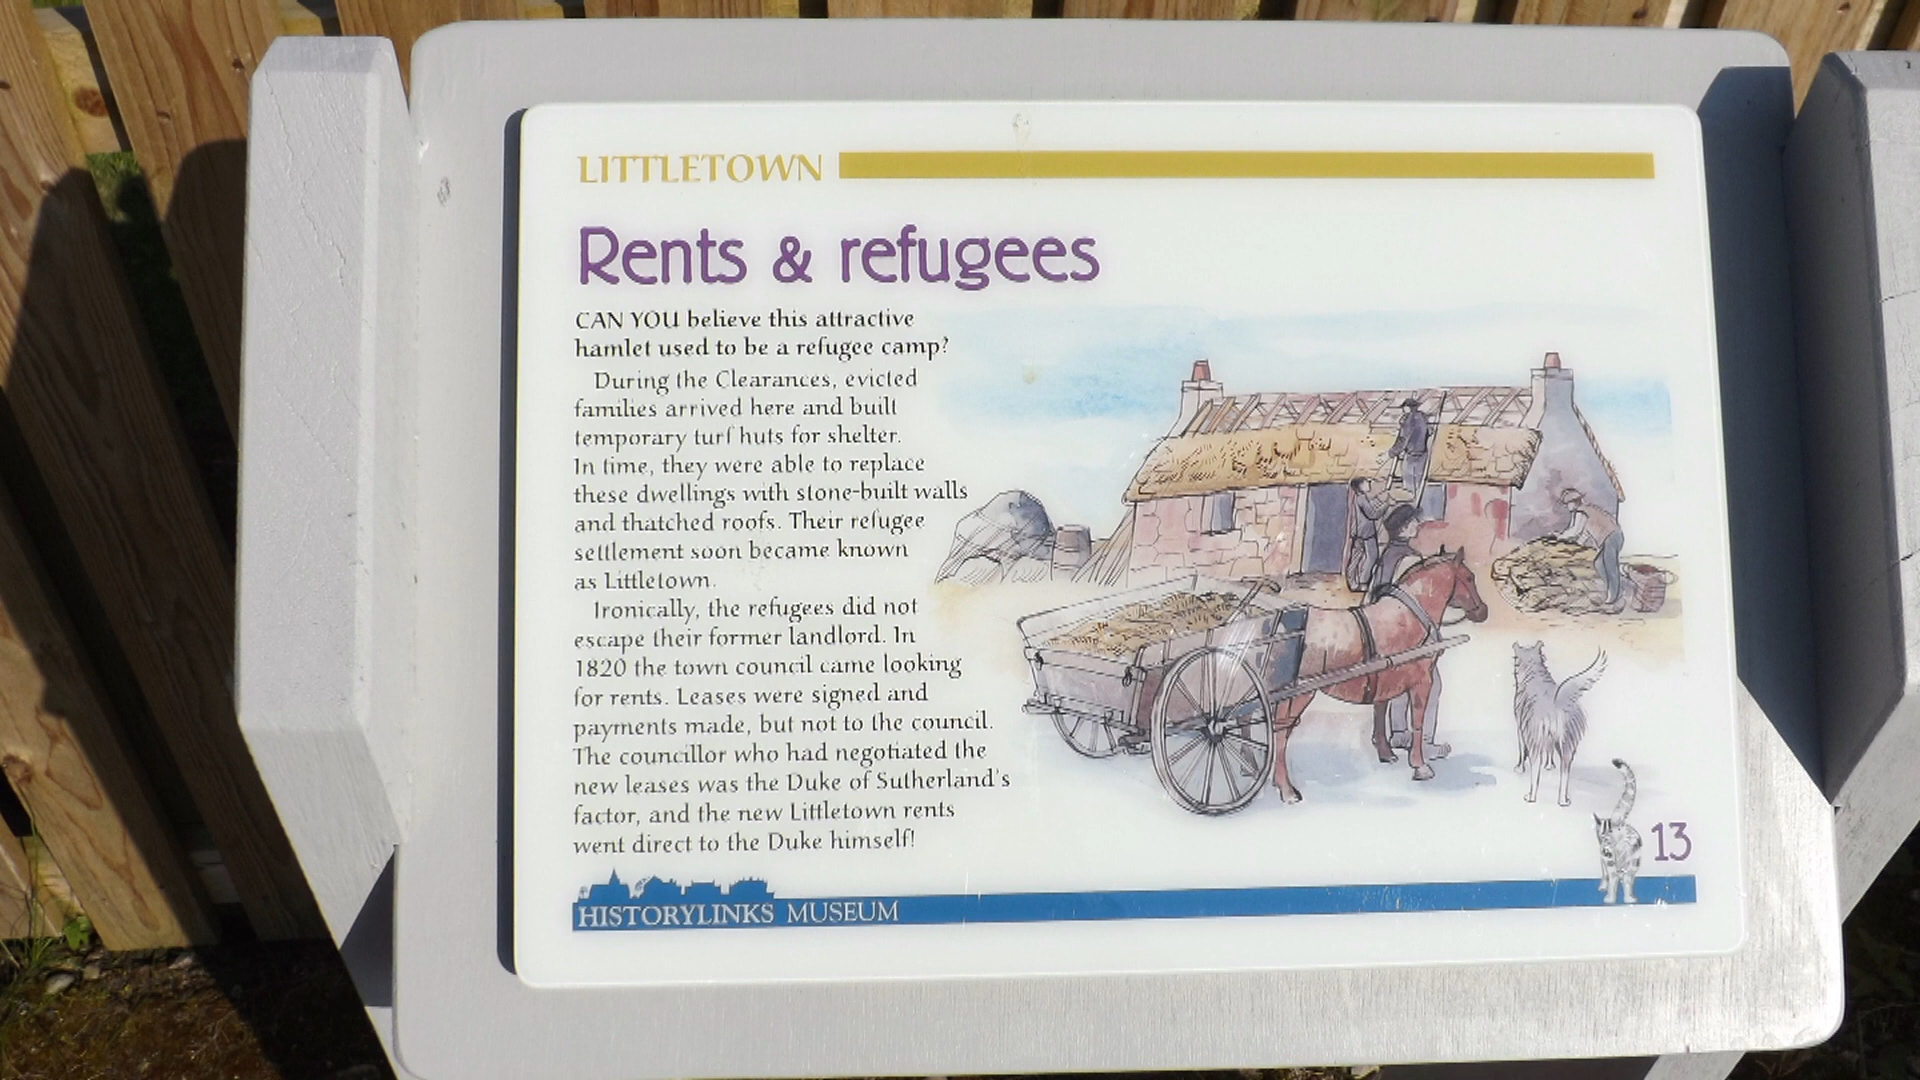 LITTLETOWN
Rents & refugees
CAN YOU believe this attractive
hamlet used to be a refugee camp?
During the Clearances, evicted
families arrived here and built
temporary turf huts for shelter.
In time, they were able to replace
these dwellings with stone-built walls
and thatched roofs. Their refugee
settlement soon became known
as Littletown.
Ironically, the refugees did not
escape their former landlord. In
1820 the town council came looking
for rents. Leases were signed and
payments made, but not to the council.
The councillor who had negotiated the
new leases was the Duke of Sutherland's
factor, and the new Littletown rents
went direct to the Duke himself!
13
HISTORYLINKS MUSEUM